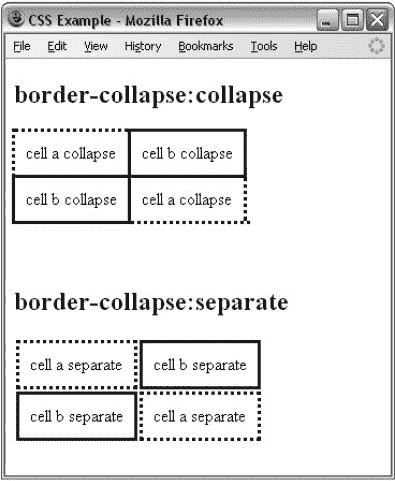 CSS Example - Mozilla Firefox
File Edit View History Bookmarks Tools Help
border-collapse:collapse
cell a collapse cell b collapse
cell b collapse cell a collapse
border-collapse:separate
cell a separate cell b separate
cell b separate cell a separate